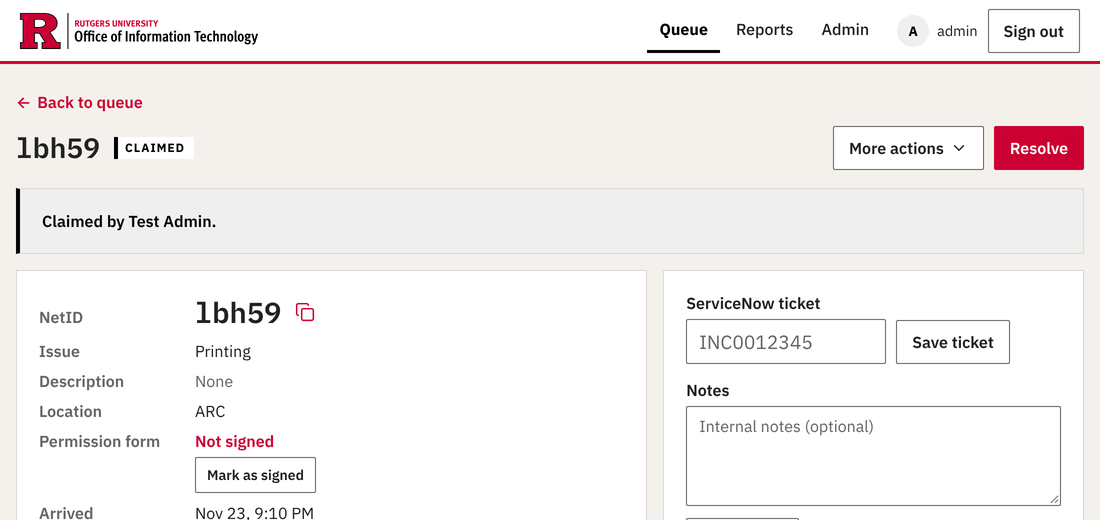 R
RUTGERS UNIVERSITY
Office of Information Technology
Queue Reports Admin A admin Sign out
← Back to queue
lbh59 CLAIMED More actions Resolve
Claimed by Test Admin.
NetID lbh59
Issue Printing
Description None
Location ARC
Permission form Not signed
Mark as signed
Arrived Nov 23, 9:10 PM
ServiceNow ticket
INC0012345 Save ticket
Notes
Internal notes (optional)